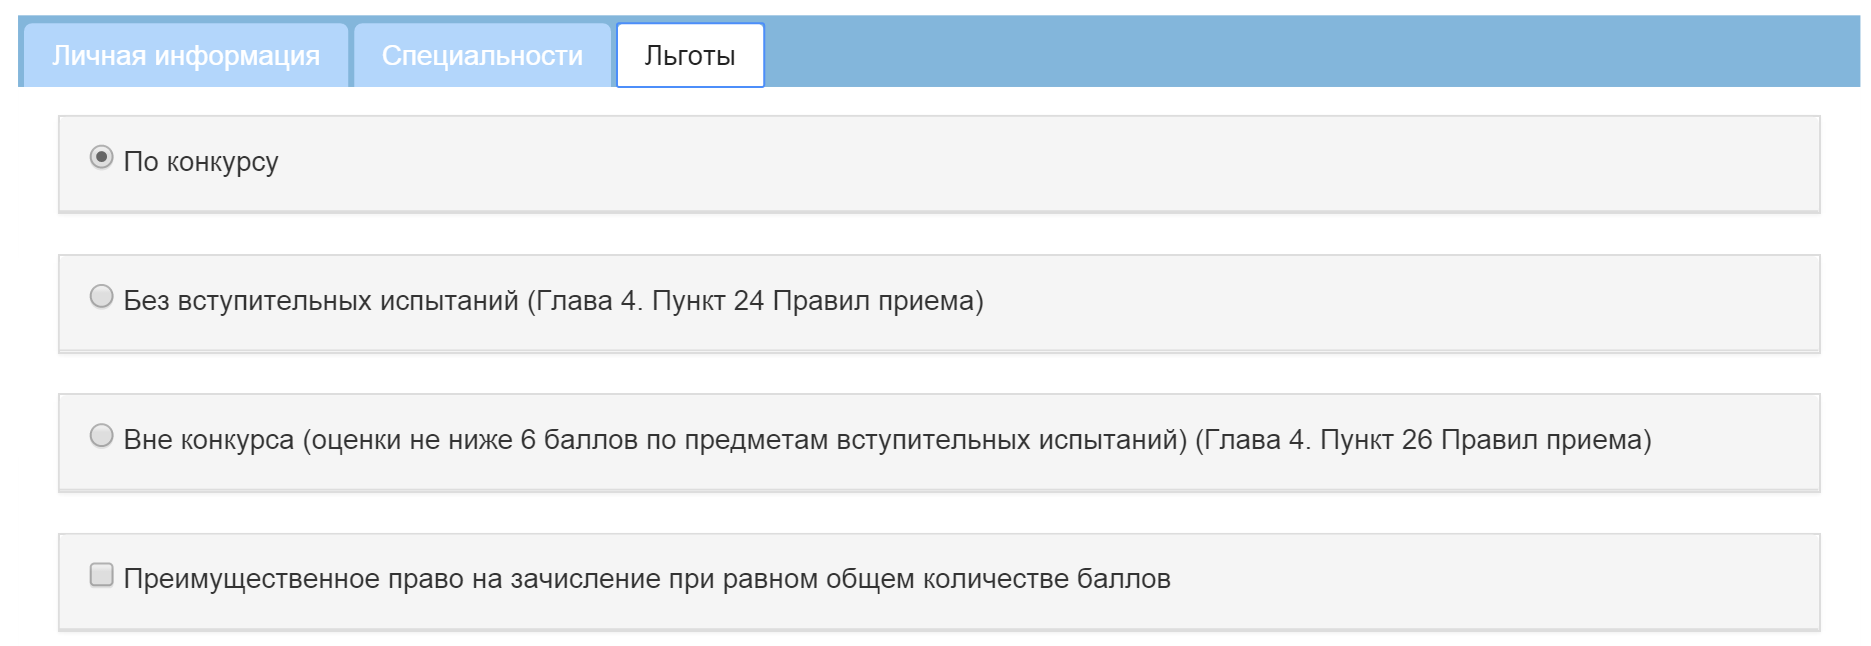 Личная информация Специальности Льготы
По конкурсу
Без вступительных испытаний (Глава 4. Пункт 24 Правил приема)
Вне конкурса (оценки не ниже 6 баллов по предметам вступительных испытаний) (Глава 4. Пункт 26 Правил приема)
Преимущественное право на зачисление при равном общем количестве баллов